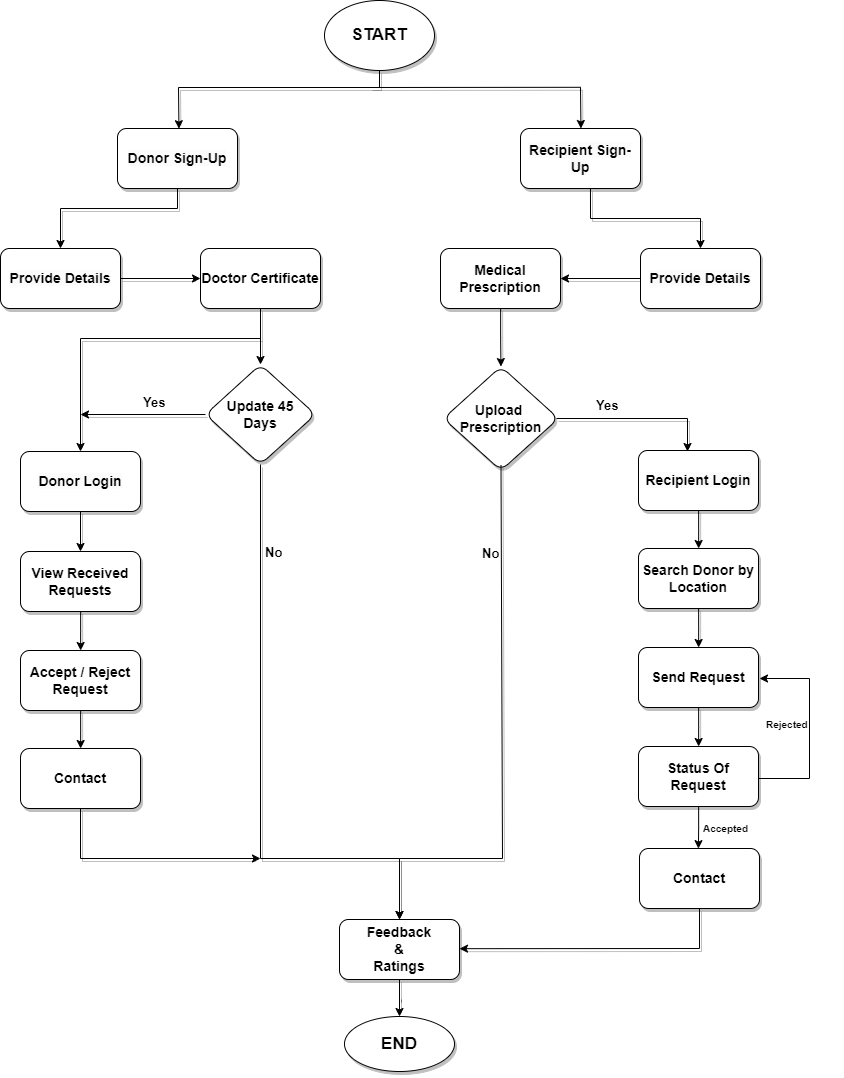 START
Donor Sign-Up
Recipient Sign-
Up
Provide Details
Doctor Certificate
Medical
Prescription
Provide Details
Yes
Update 45
Days
Upload
Prescription
Yes
Donor Login
Recipient Login
No
No
View Received
Requests
Search Donor by
Location
Accept / Reject
Request
Send Request
Rejected
Contact
Status Of
Request
Accepted
Contact
Feedback
&
Ratings
END